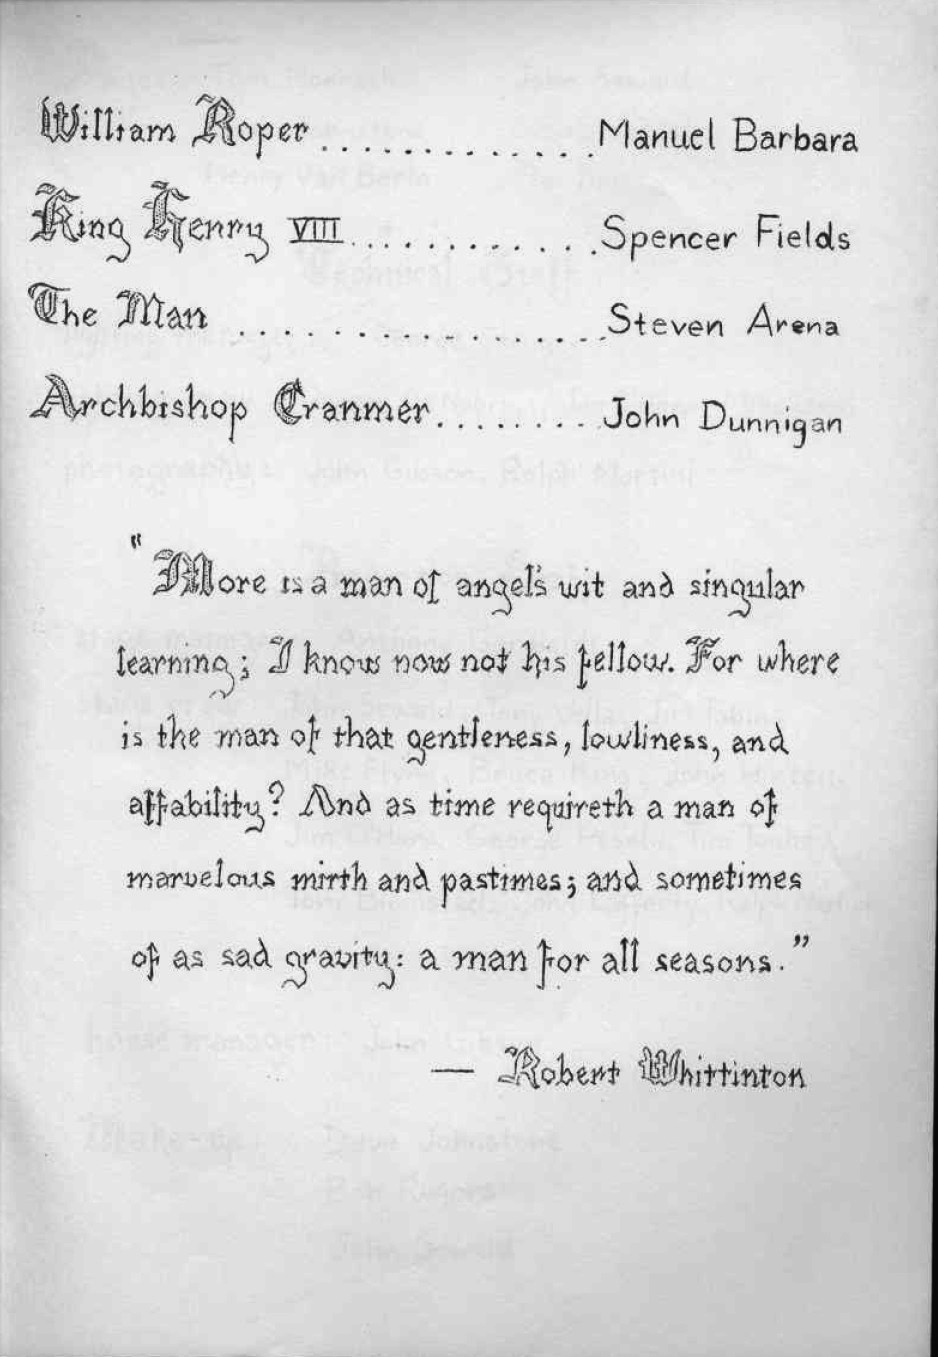 William Roper ..............Manuel Barbara
King Henry VIII.............Spencer Fields
The Man ................Steven Arena
Archbishop Cranmer.........John Dunnigan
"More is a man of angel's wit and singular
learning; I know now not his fellow. For where
is the man of that gentleness, lowliness, and
affability? And as time requireth a man of
marvelous mirth and pastimes; and sometimes
of as sad gravity: a man for all seasons."
— Robert Whittinton